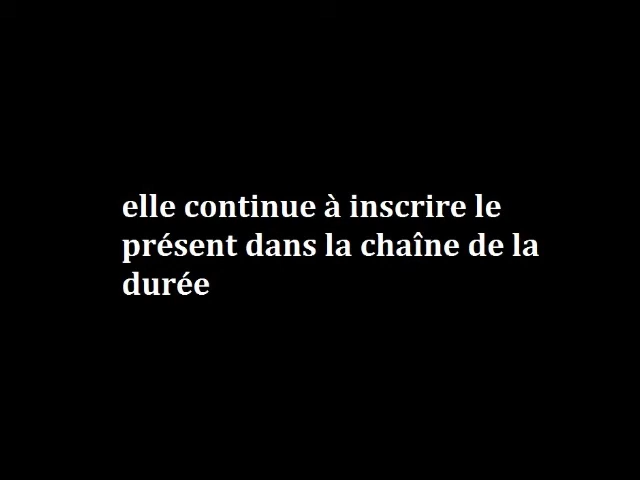 elle continue à inscrire le
présent dans la chaîne de la
durée